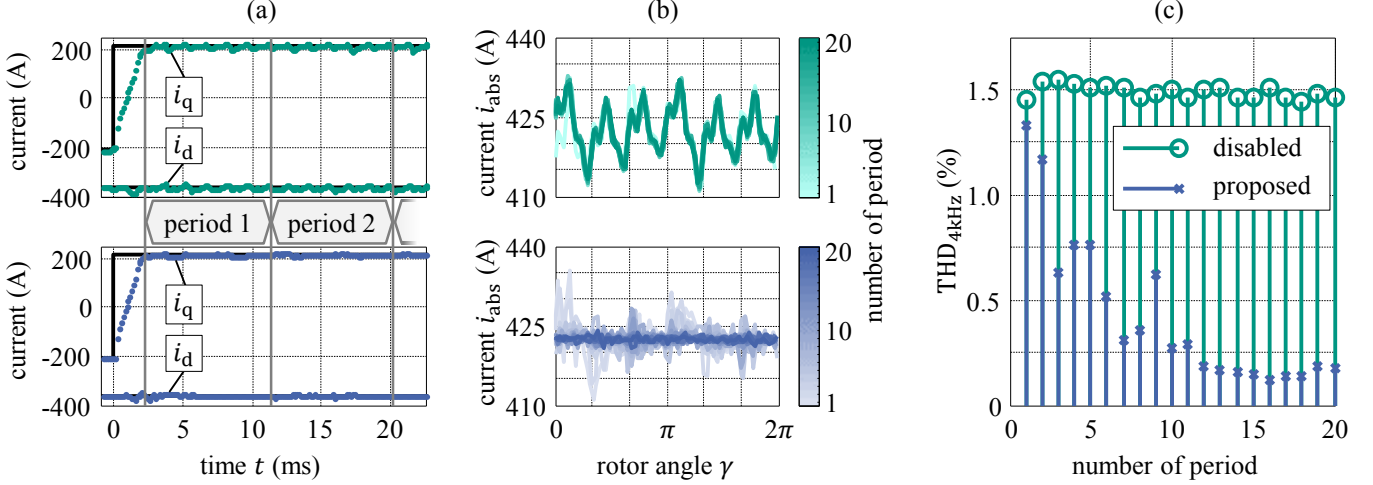 (a)
current (A)
200
0
-200
-400
i_q
i_d
period 1
period 2
current (A)
200
0
-200
-400
i_q
i_d
0
5
10
15
20
time t (ms)
(b)
current i_abs (A)
440
425
410
20
10
1
current i_abs (A)
440
425
410
20
10
1
number of period
0
π
2π
rotor angle γ
(c)
THD_4kHz (%)
1.5
1.0
0.5
0
disabled
proposed
0
5
10
15
20
number of period